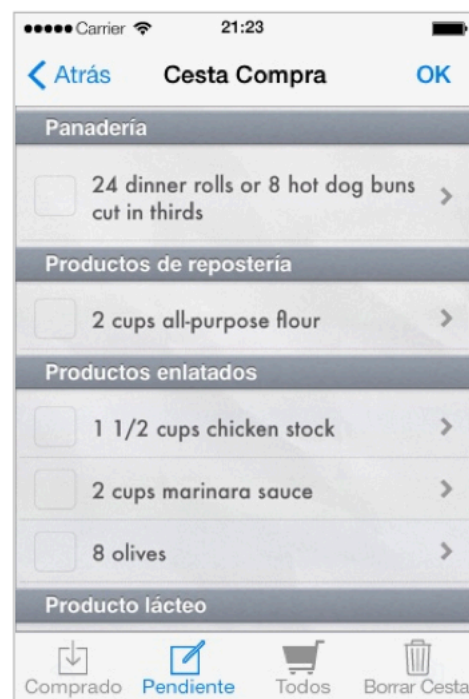 Carrier 21:23
Atrás Cesta Compra OK
Panadería
24 dinner rolls or 8 hot dog buns
cut in thirds
Productos de repostería
2 cups all-purpose flour
Productos enlatados
1 1/2 cups chicken stock
2 cups marinara sauce
8 olives
Producto lácteo
Comprado Pendiente Todos Borrar Cesta